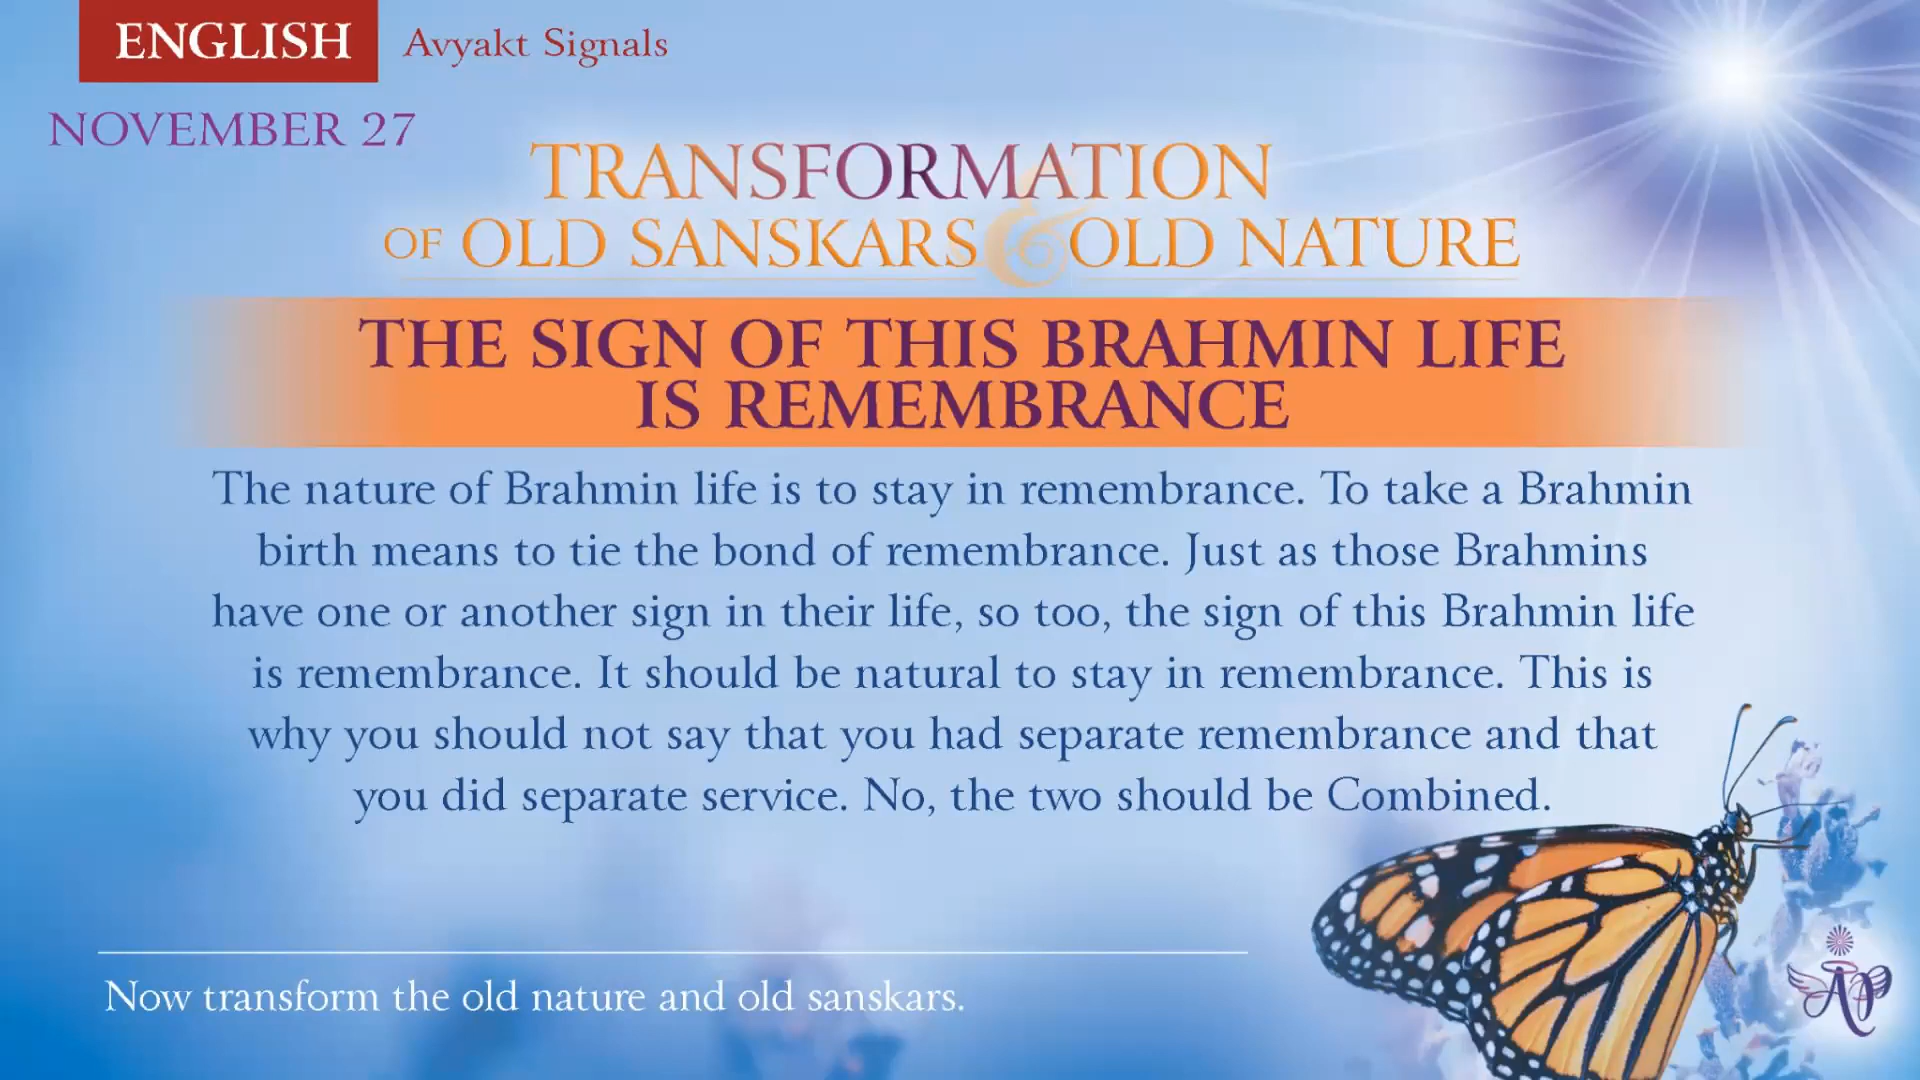 ENGLISH Avyakt Signals
NOVEMBER 27
TRANSFORMATION
OF OLD SANSKARS & OLD NATURE
THE SIGN OF THIS BRAHMIN LIFE
IS REMEMBRANCE
The nature of Brahmin life is to stay in remembrance. To take a Brahmin
birth means to tie the bond of remembrance. Just as those Brahmins
have one or another sign in their life, so too, the sign of this Brahmin life
is remembrance. It should be natural to stay in remembrance. This is
why you should not say that you had separate remembrance and that
you did separate service. No, the two should be Combined.
Now transform the old nature and old sanskars.